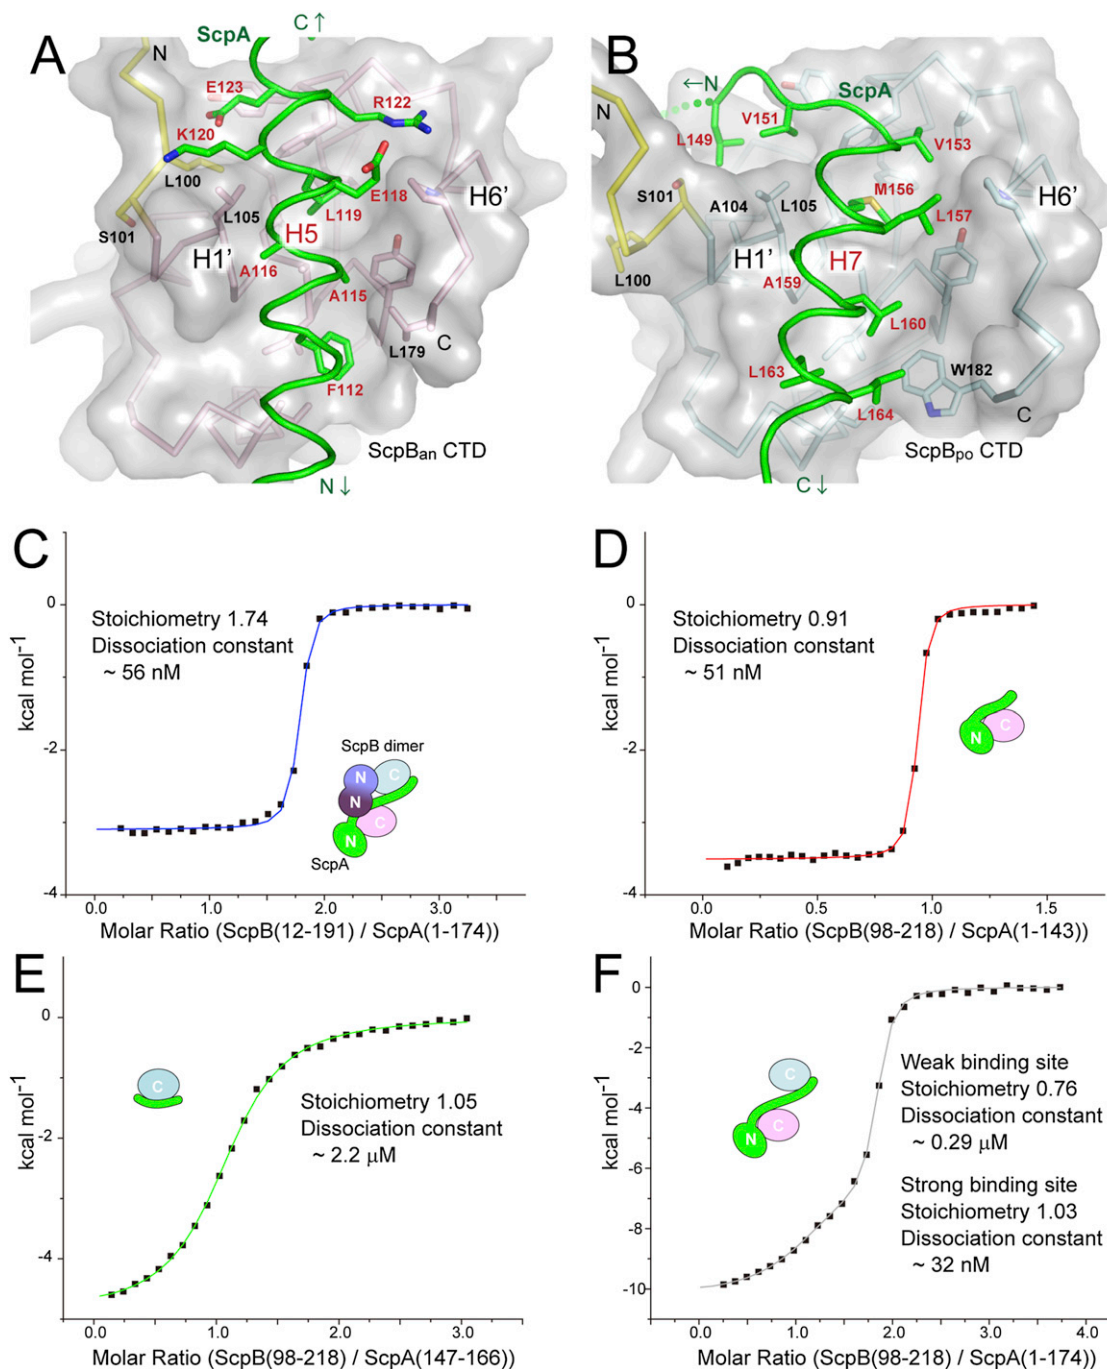 A
C ↑
ScpA
N
E123
R122
K120
L100
E118
H6'
L105
L119
S101
H5
H1'
A116
A115
C
L179
F112
ScpBan CTD
N ↓
B
←N
ScpA
N
V151
L149
V153
M156
H6'
S101
A104
L105
L157
H1'
H7
L100
A159
L160
L163
W182
C
L164
ScpBpo CTD
C ↓
C
Stoichiometry 1.74
Dissociation constant
~ 56 nM
ScpB dimer
N
C
N
C
N
ScpA
kcal mol⁻¹
0
-2
-4
0.0 1.0 2.0 3.0
Molar Ratio (ScpB(12-191) / ScpA(1-174))
D
Stoichiometry 0.91
Dissociation constant
~ 51 nM
N
C
kcal mol⁻¹
0
-2
-4
0.0 0.5 1.0 1.5
Molar Ratio (ScpB(98-218) / ScpA(1-143))
E
C
Stoichiometry 1.05
Dissociation constant
~ 2.2 μM
kcal mol⁻¹
0
-2
-4
0.0 1.0 2.0 3.0
Molar Ratio (ScpB(98-218) / ScpA(147-166))
F
C
N
C
Weak binding site
Stoichiometry 0.76
Dissociation constant
~ 0.29 μM
Strong binding site
Stoichiometry 1.03
Dissociation constant
~ 32 nM
kcal mol⁻¹
0
-2
-4
-6
-8
-10
0.0 1.0 2.0 3.0 4.0
Molar Ratio (ScpB(98-218) / ScpA(1-174))